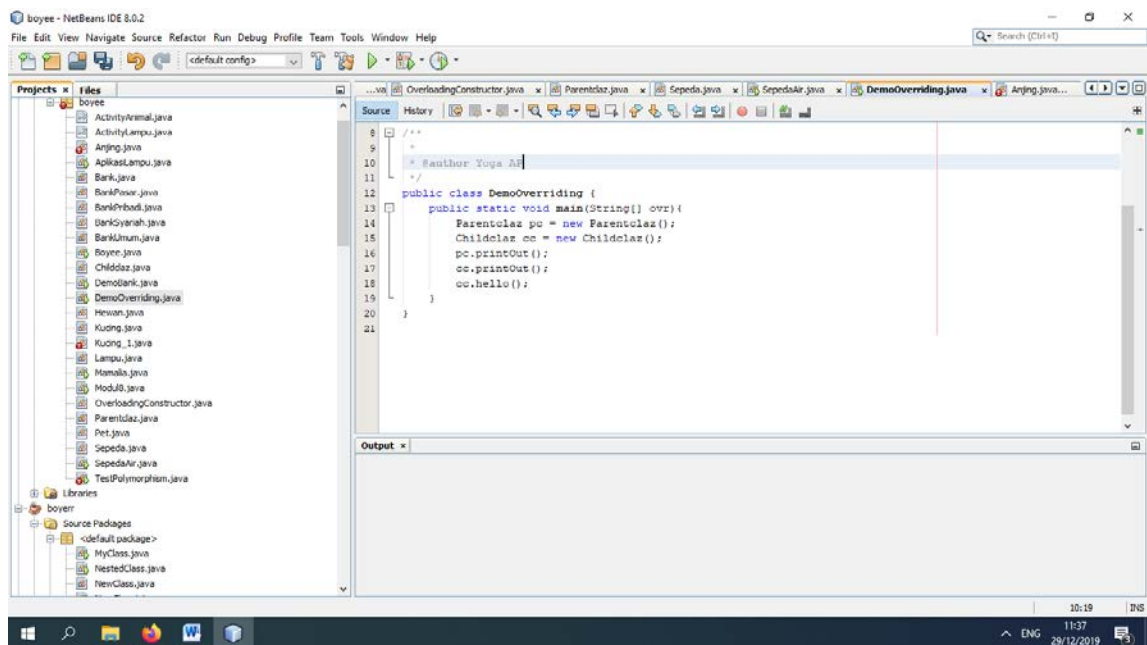 boyee - NetBeans IDE 8.0.2
File Edit View Navigate Source Refactor Run Debug Profile Team Tools Window Help
Search (Ctrl+I)
<default config>
Projects x Files
...va OverloadingConstructor.java x Parentclaz.java x Sepeda.java x SepedaAir.java x DemoOverriding.java x Anjing.java...
Source History
boyee
ActivityAnimal.java
ActivityLampu.java
Anjing.java
AplikasiLampu.java
Bank.java
BankPasar.java
BankPribadi.java
BankSyariah.java
BankUmum.java
Boyee.java
Childclaz.java
DemoBank.java
DemoOverriding.java
Hewan.java
Kucing.java
Kucing_1.java
Lampu.java
Mamalia.java
Modul8.java
OverloadingConstructor.java
Parentclaz.java
Pet.java
Sepeda.java
SepedaAir.java
TestPolymorphism.java
Libraries
boyerr
Source Packages
<default package>
MyClass.java
NestedClass.java
NewClass.java
8 /**
9 *
10 * @author Yoga AP
11 */
12 public class DemoOverriding {
13 public static void main(String[] ovr){
14 Parentclaz pc = new Parentclaz();
15 Childclaz cc = new Childclaz();
16 pc.printOut();
17 cc.printOut();
18 cc.hello();
19 }
20 }
21
Output x
10:19 INS
ENG 11:37
29/12/2019